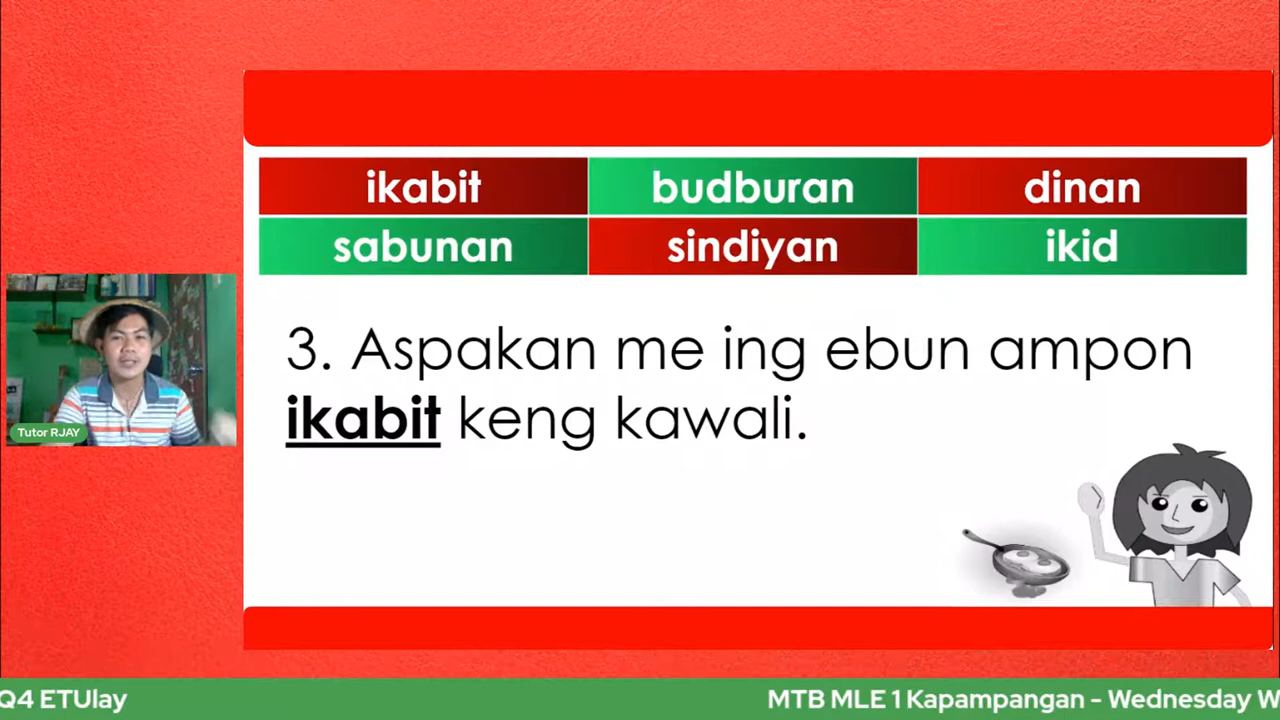 ikabit budburan dinan
sabunan sindiyan ikid
3. Aspakan me ing ebun ampon
ikabit keng kawali.
Tutor RJAY
Q4 ETUlay MTB MLE 1 Kapampangan - Wednesday W